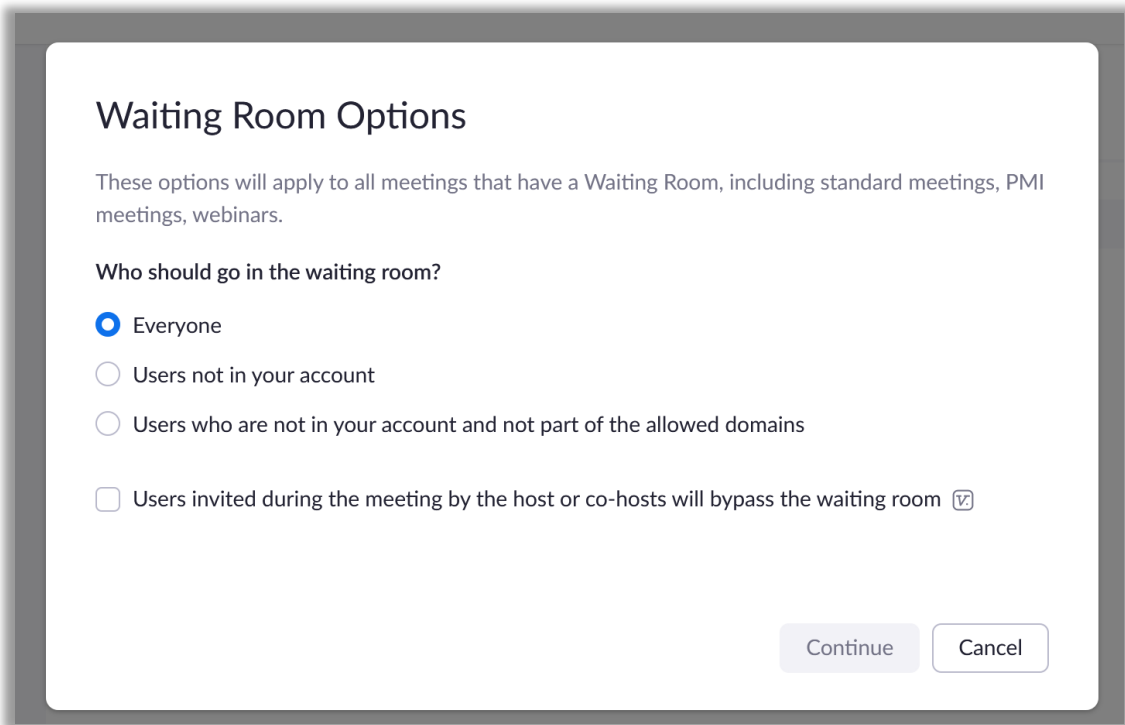 Waiting Room Options
These options will apply to all meetings that have a Waiting Room, including standard meetings, PMI
meetings, webinars.
Who should go in the waiting room?
Everyone
Users not in your account
Users who are not in your account and not part of the allowed domains
Users invited during the meeting by the host or co-hosts will bypass the waiting room
Continue
Cancel